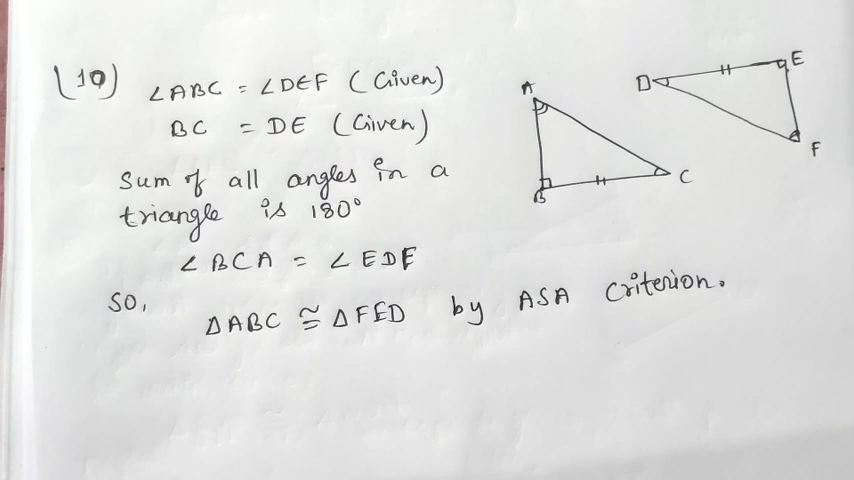 (10) ∠ABC = ∠DEF (Given)
BC = DE (Given)
Sum of all angles in a
triangle is 180°
∠BCA = ∠EDF
So,
ΔABC ≅ ΔFED by ASA Criterion.
A
B
C
D
E
F